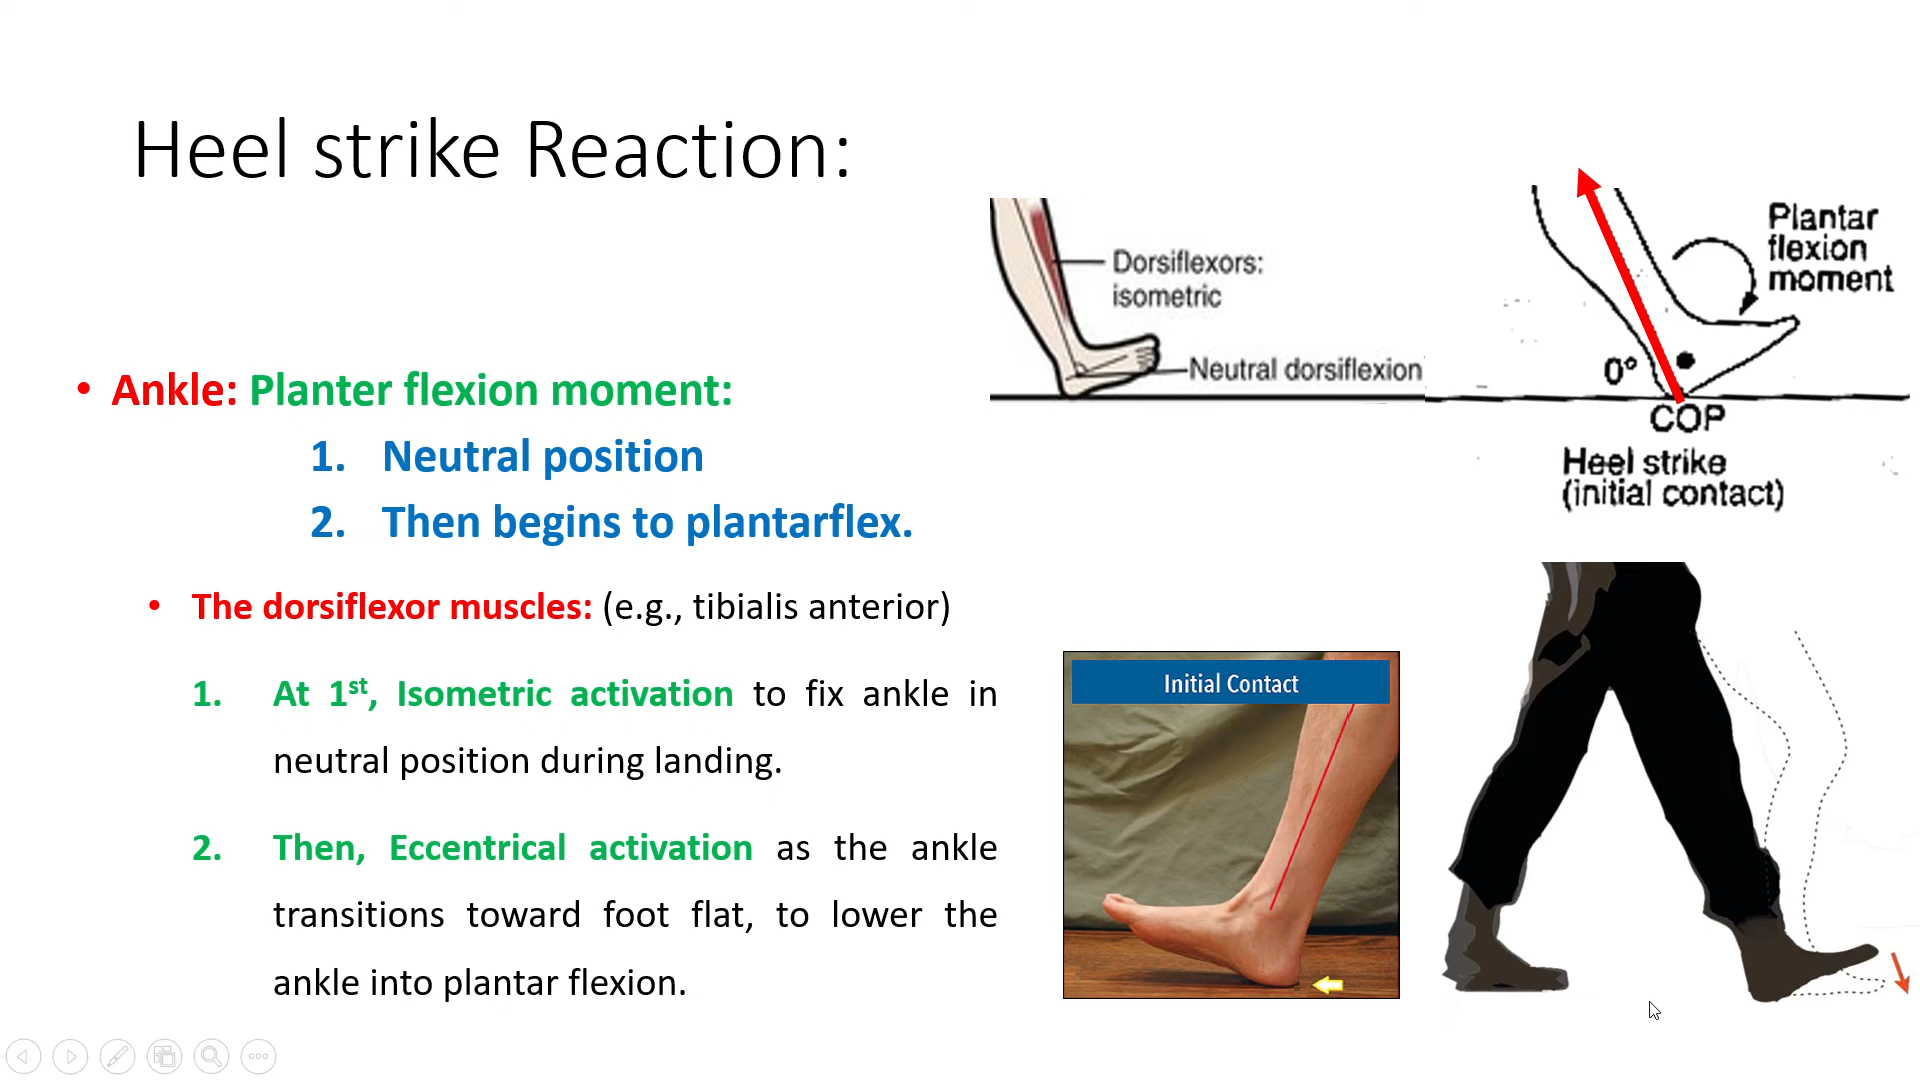 Heel strike Reaction:
• Ankle: Planter flexion moment:
1. Neutral position
2. Then begins to plantarflex.
• The dorsiflexor muscles: (e.g., tibialis anterior)
1. At 1st, Isometric activation to fix ankle in
neutral position during landing.
2. Then, Eccentrical activation as the ankle
transitions toward foot flat, to lower the
ankle into plantar flexion.
Dorsiflexors:
isometric
Neutral dorsiflexion
Plantar
flexion
moment
0°
COP
Heel strike
(initial contact)
Initial Contact